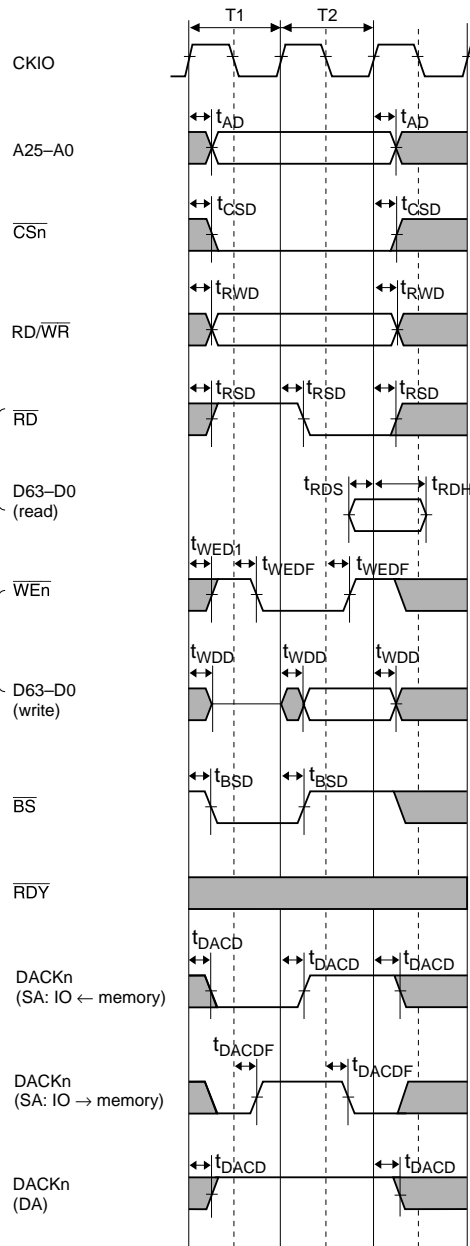 T1 T2
CKIO
tAD tAD
A25–A0
tCSD tCSD
CSn
tRWD tRWD
RD/WR
tRSD tRSD tRSD
RD
D63–D0
(read)
tRDS tRDH
tWED1 tWEDF tWEDF
WEn
tWDD tWDD tWDD
D63–D0
(write)
tBSD tBSD
BS
RDY
tDACD tDACD tDACD
DACKn
(SA: IO ← memory)
tDACDF tDACDF
DACKn
(SA: IO → memory)
tDACD tDACD
DACKn
(DA)